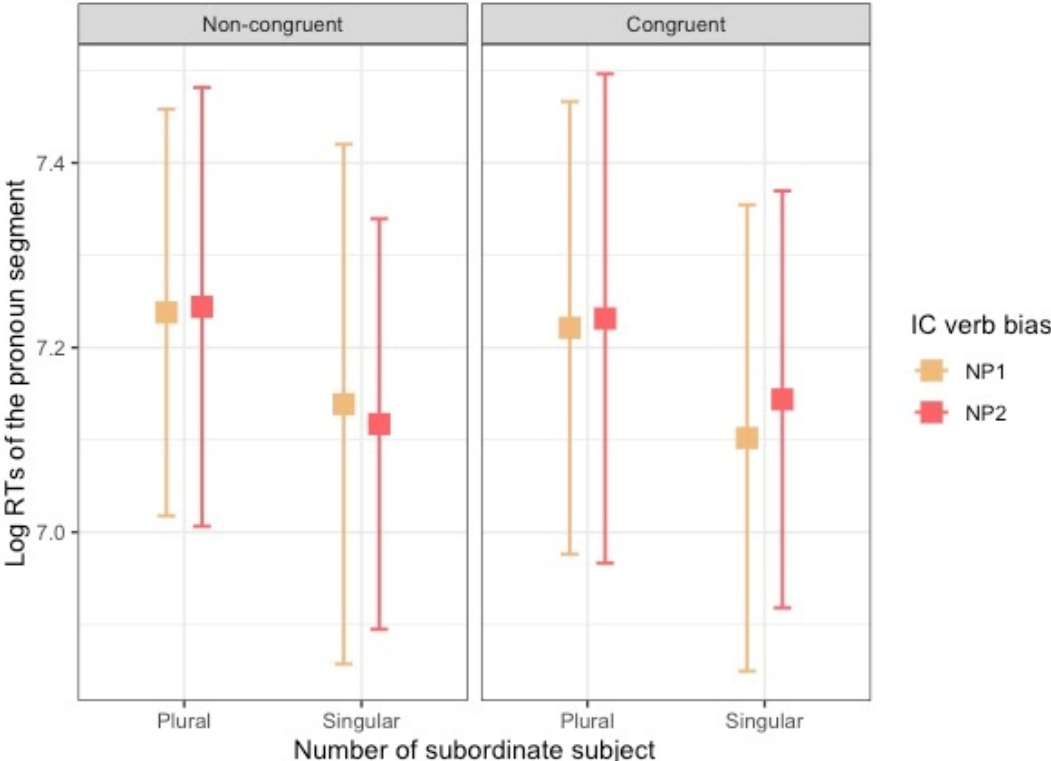 Non-congruent
Congruent
Log RTs of the pronoun segment
7.4
7.2
7.0
Plural
Singular
Plural
Singular
Number of subordinate subject
IC verb bias
NP1
NP2